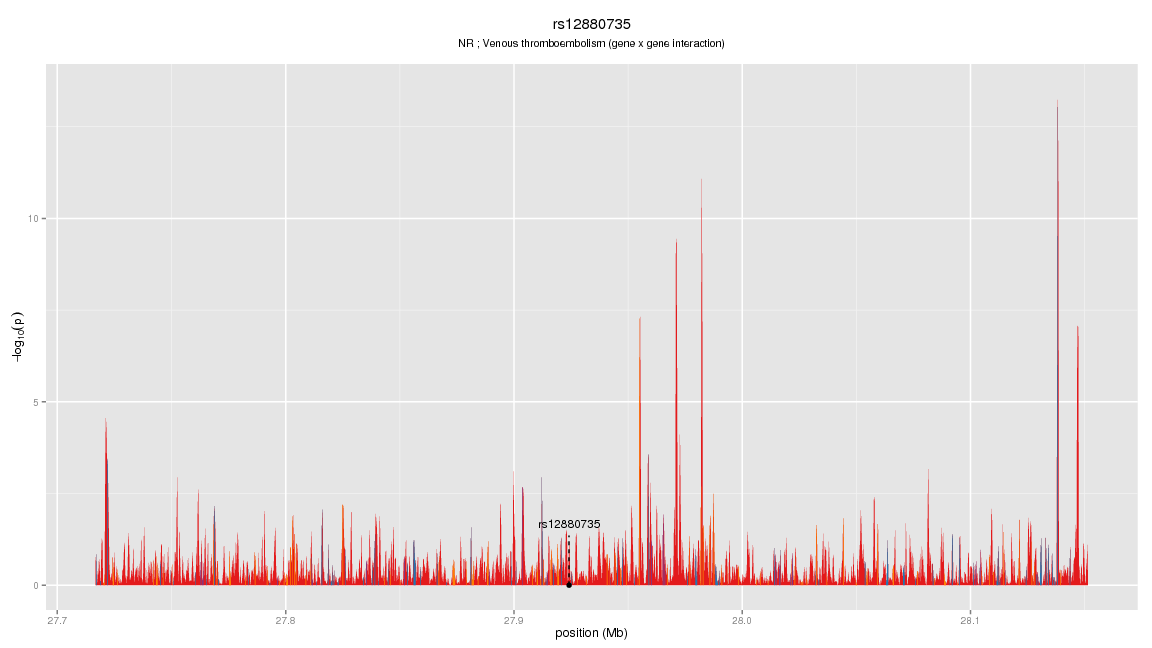 rs12880735
NR ; Venous thromboembolism (gene x gene interaction)
10
5
0
−log10(p)
rs12880735
27.7 27.8 27.9 28.0 28.1
position (Mb)